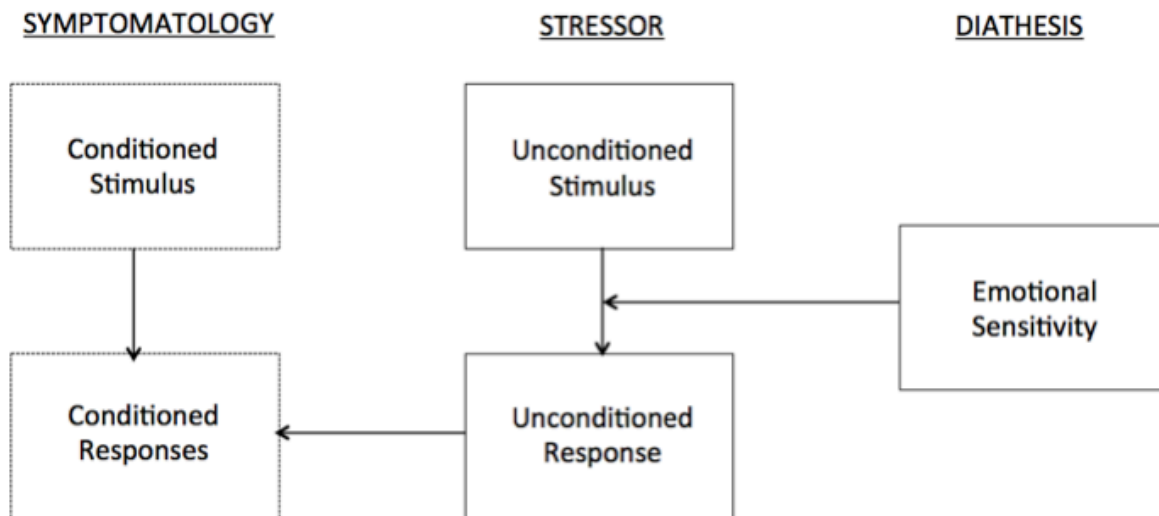 SYMPTOMATOLOGY
STRESSOR
DIATHESIS
Conditioned
Stimulus
Unconditioned
Stimulus
Emotional
Sensitivity
Conditioned
Responses
Unconditioned
Response